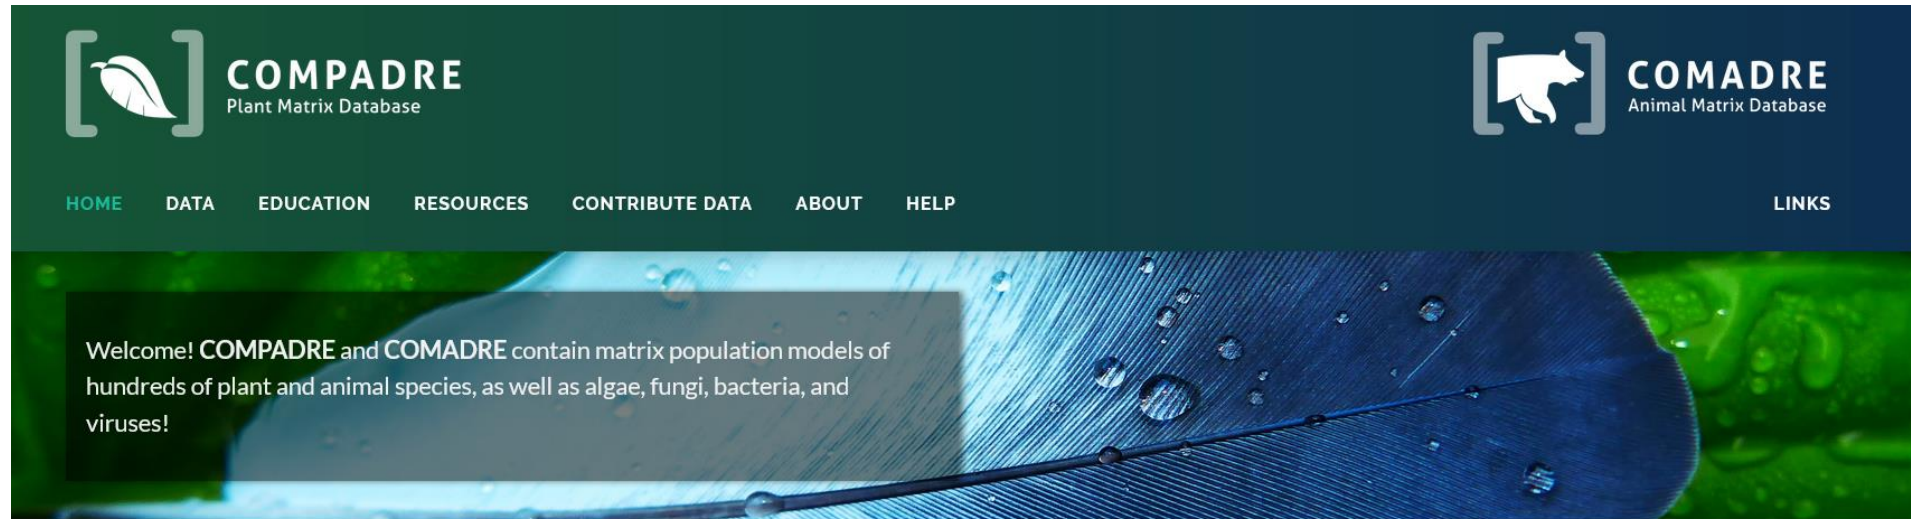 COMPADRE
Plant Matrix Database
COMADRE
Animal Matrix Database
HOME DATA EDUCATION RESOURCES CONTRIBUTE DATA ABOUT HELP LINKS
Welcome! COMPADRE and COMADRE contain matrix population models of
hundreds of plant and animal species, as well as algae, fungi, bacteria, and
viruses!